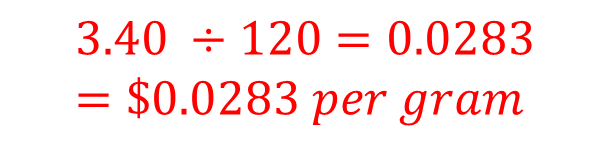 3.40 ÷ 120 = 0.0283
= $0.0283 per gram